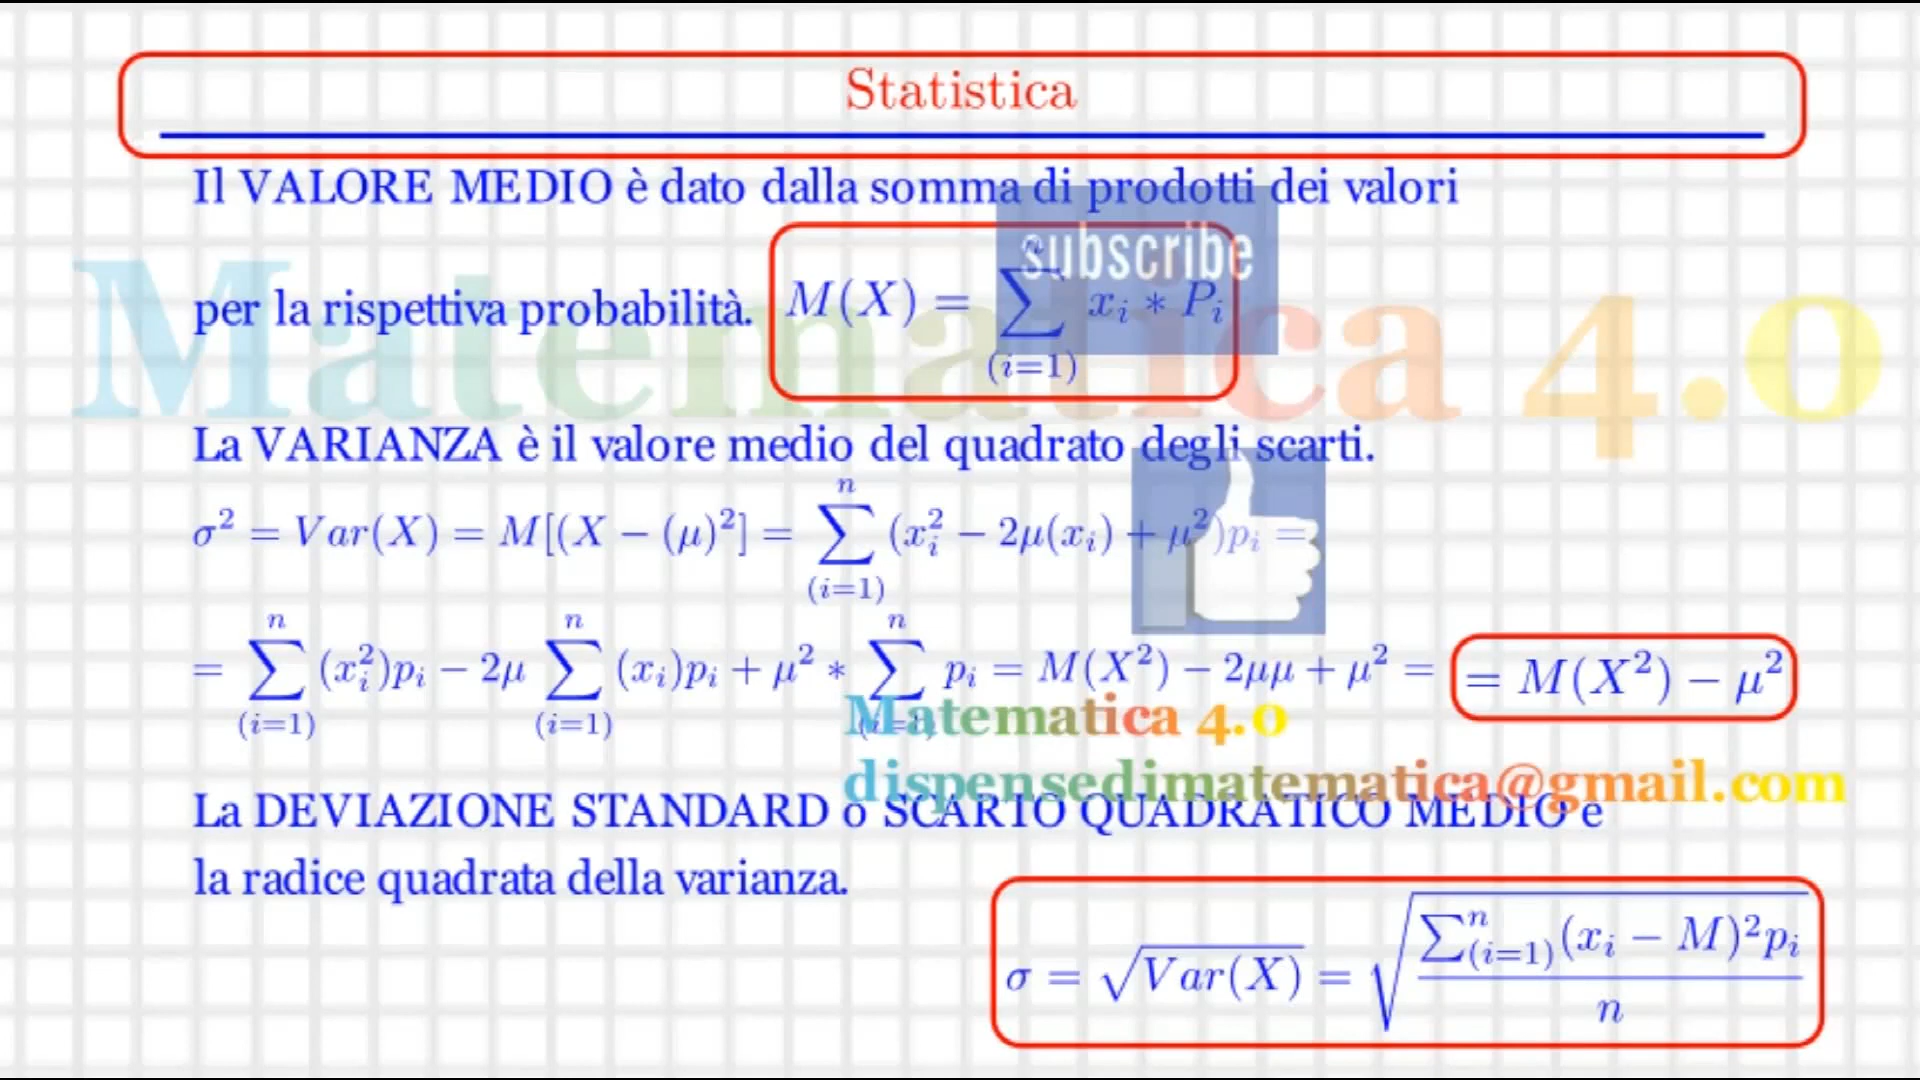 Statistica
Il VALORE MEDIO è dato dalla somma di prodotti dei valori
subscribe
per la rispettiva probabilità. M(X) = ∑_{(i=1)}^{n} x_i * P_i
Matematica 4.0
La VARIANZA è il valore medio del quadrato degli scarti.
σ² = Var(X) = M[(X − (μ)²] = ∑_{(i=1)}^{n} (x_i² − 2μ(x_i) + μ²)p_i =
= ∑_{(i=1)}^{n} (x_i²)p_i − 2μ ∑_{(i=1)}^{n} (x_i)p_i + μ² * ∑_{(i=1)}^{n} p_i = M(X²) − 2μμ + μ² = = M(X²) − μ²
Matematica 4.0
dispensedimatematica@gmail.com
La DEVIAZIONE STANDARD o SCARTO QUADRATICO MEDIO e
la radice quadrata della varianza.
σ = √Var(X) = √(∑_{(i=1)}^{n}(x_i − M)²p_i / n)